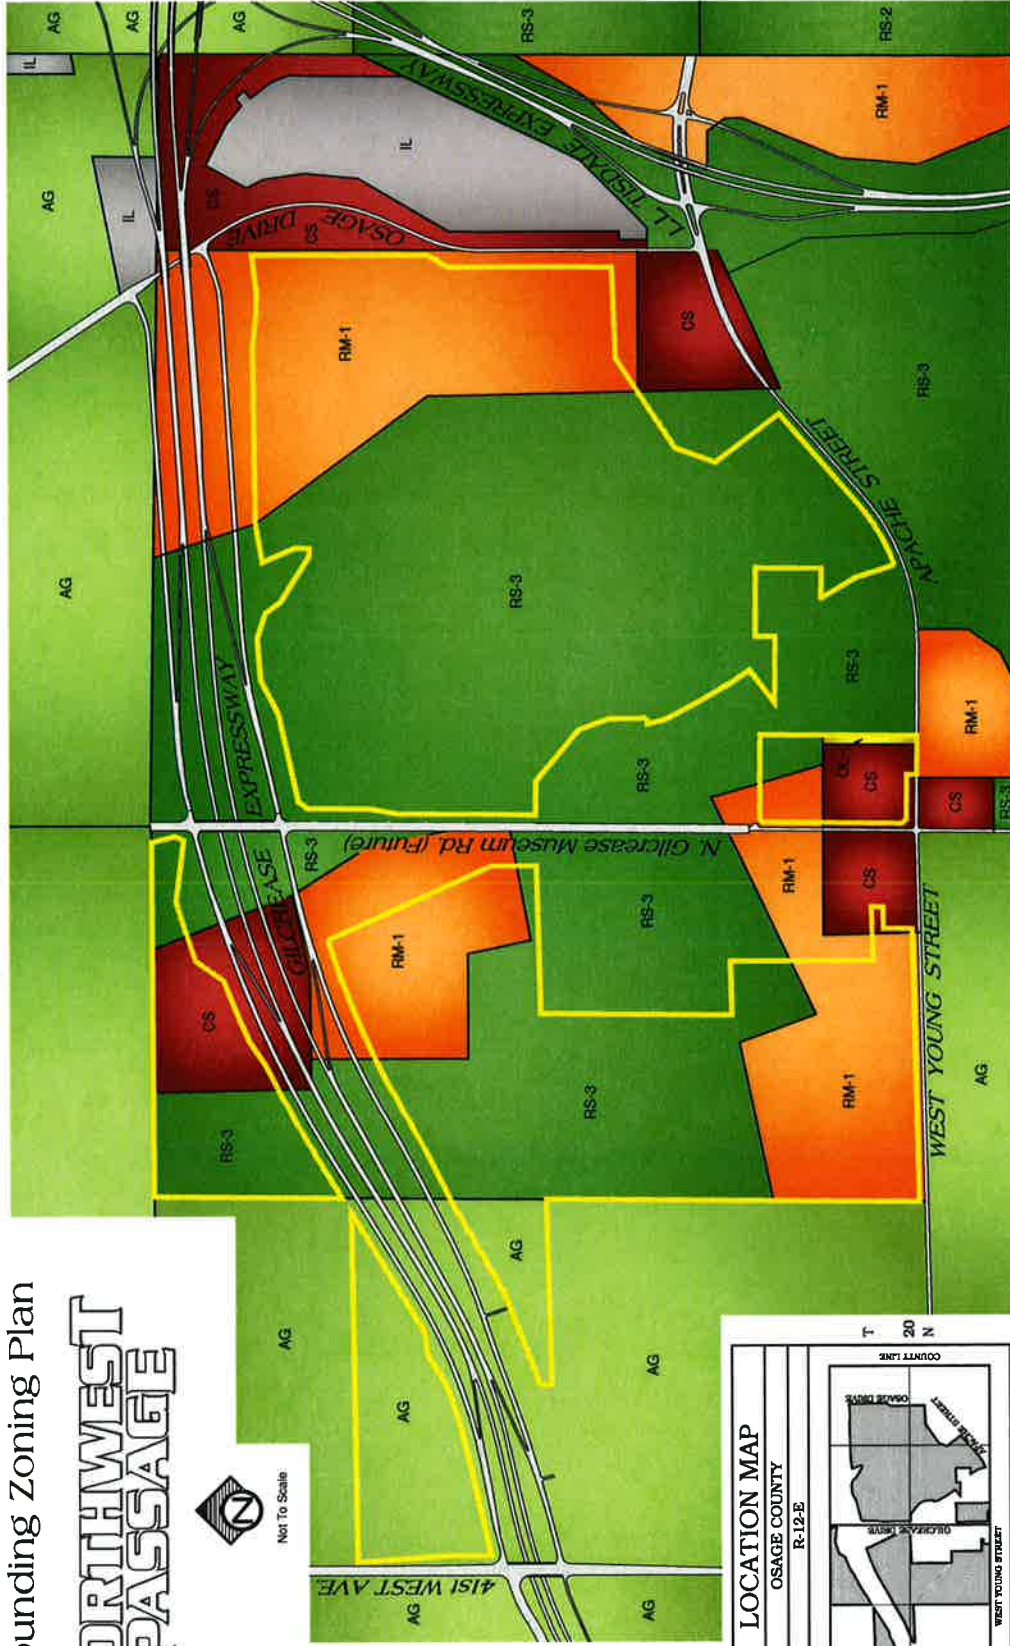 ounding Zoning Plan
ORTHWEST
PASSAGE
Not To Scale
N
AG
AG
AG
IL
RS-3
RS-2
AG
IL
CS
IL
LL TISDALE EXPRESSWAY
RM-1
OSAGE DRIVE
CS
RM-1
CS
RS-3
AG
RS-3
APACHE STREET
GILCREASE EXPRESSWAY
RS-3
RS-3
RM-1
OL
CS
CS
RS-3
N. Gilcrease Museum Rd. (Future)
RS-3
RM-1
RS-3
RM-1
CS
CS
RS-3
RS-3
RM-1
WEST YOUNG STREET
AG
AG
AG
AG
AG
41st WEST AVE.
AG
AG
LOCATION MAP
OSAGE COUNTY
R-12-E
T
20
N
COUNTY LINE
OSAGE DRIVE
APACHE STREET
GILCREASE DRIVE
WEST YOUNG STREET